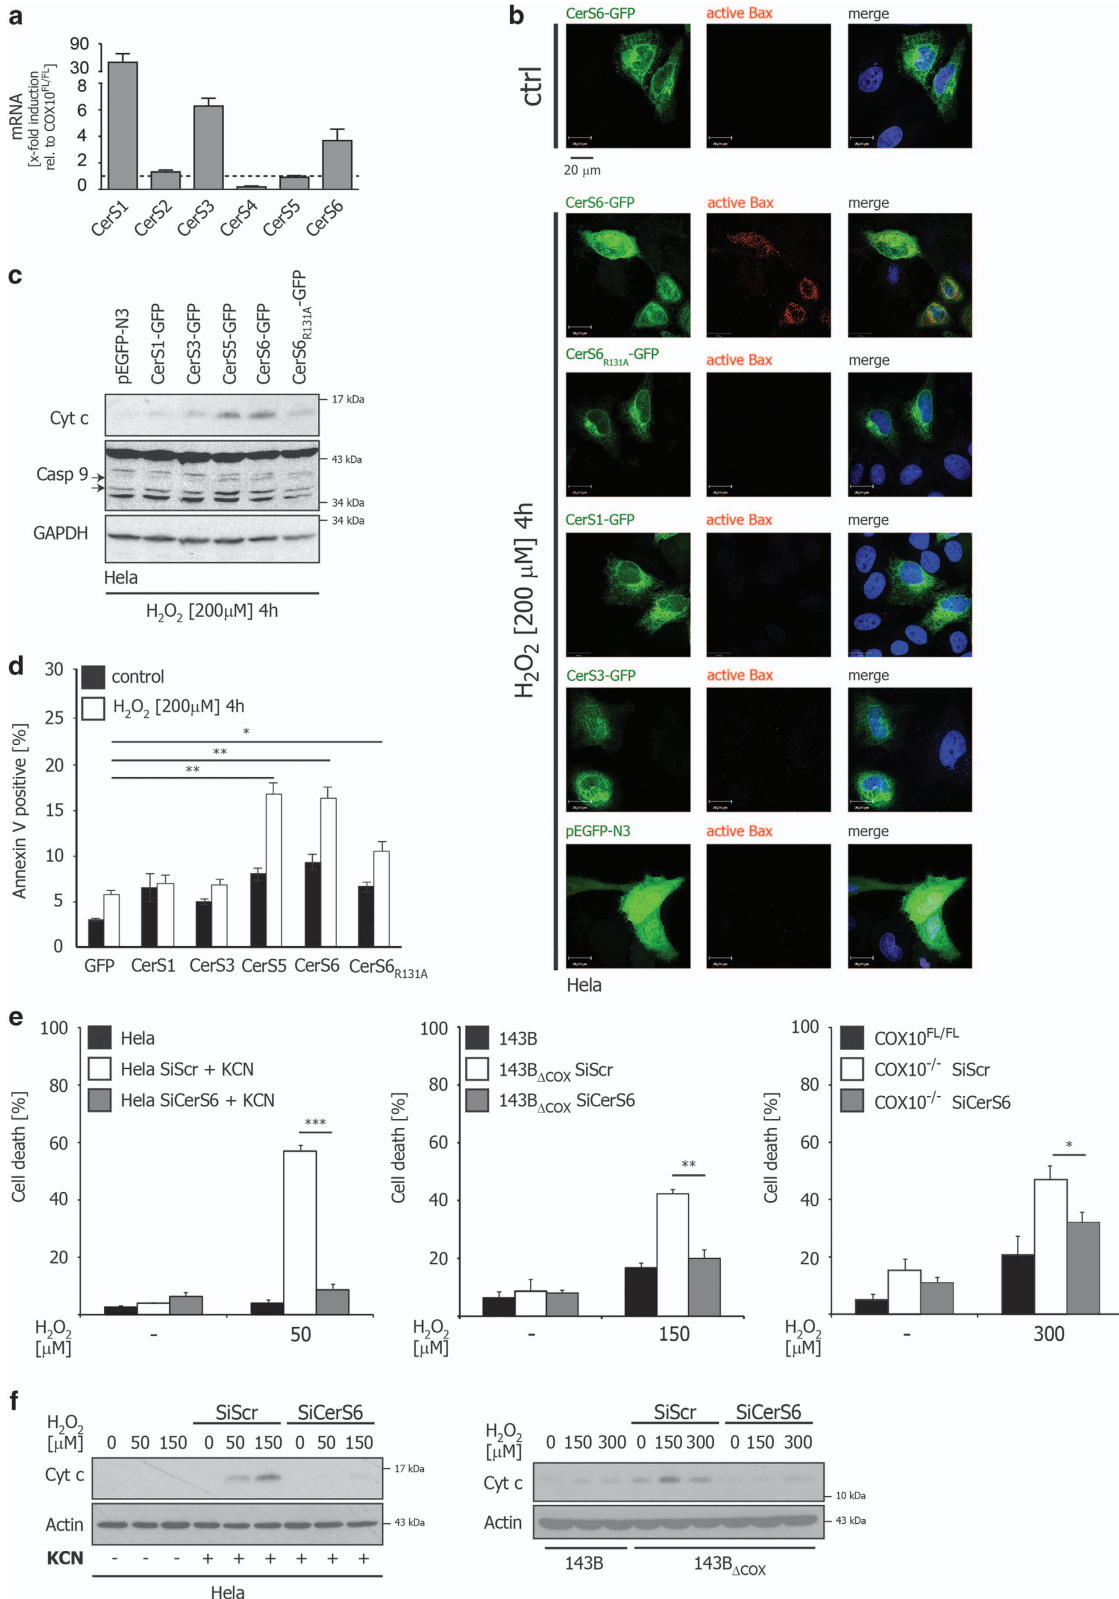 a
mRNA
[x-fold induction
rel. to COX10FL/FL]
90
30
8
6
4
2
0
CerS1 CerS2 CerS3 CerS4 CerS5 CerS6
b
CerS6-GFP active Bax merge
ctrl
20 µm
CerS6-GFP active Bax merge
CerS6R131A-GFP active Bax merge
CerS1-GFP active Bax merge
CerS3-GFP active Bax merge
pEGFP-N3 active Bax merge
H2O2 [200 µM] 4h
Hela
c
pEGFP-N3 CerS1-GFP CerS3-GFP CerS5-GFP CerS6-GFP CerS6R131A-GFP
Cyt c
17 kDa
Casp 9
43 kDa
34 kDa
GAPDH
34 kDa
Hela
H2O2 [200µM] 4h
d
control
H2O2 [200µM] 4h
Annexin V positive [%]
30
25
20
15
10
5
0
*
**
**
GFP CerS1 CerS3 CerS5 CerS6 CerS6R131A
e
Cell death [%]
100
80
60
40
20
Hela
Hela SiScr + KCN
Hela SiCerS6 + KCN
***
H2O2
[µM]
- 50
Cell death [%]
100
80
60
40
20
143B
143BΔCOX SiScr
143BΔCOX SiCerS6
**
H2O2
[µM]
- 150
Cell death [%]
100
80
60
40
20
COX10FL/FL
COX10-/- SiScr
COX10-/- SiCerS6
*
H2O2
[µM]
- 300
f
SiScr SiCerS6
H2O2
[µM]
0 50 150 0 50 150 0 50 150
Cyt c
17 kDa
Actin
43 kDa
KCN - - - + + + + + +
Hela
SiScr SiCerS6
H2O2
[µM]
0 150 300 0 150 300 0 150 300
Cyt c
10 kDa
Actin
43 kDa
143B 143BΔCOX